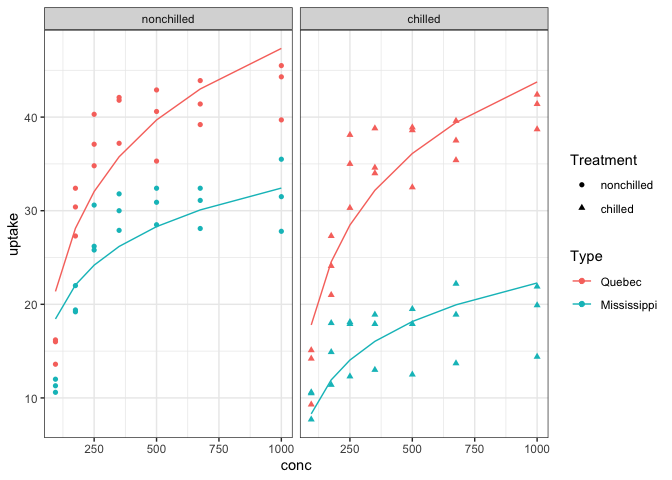 nonchilled
chilled
uptake
40
30
20
10
250
500
750
1000
250
500
750
1000
conc
Treatment
nonchilled
chilled
Type
Quebec
Mississippi